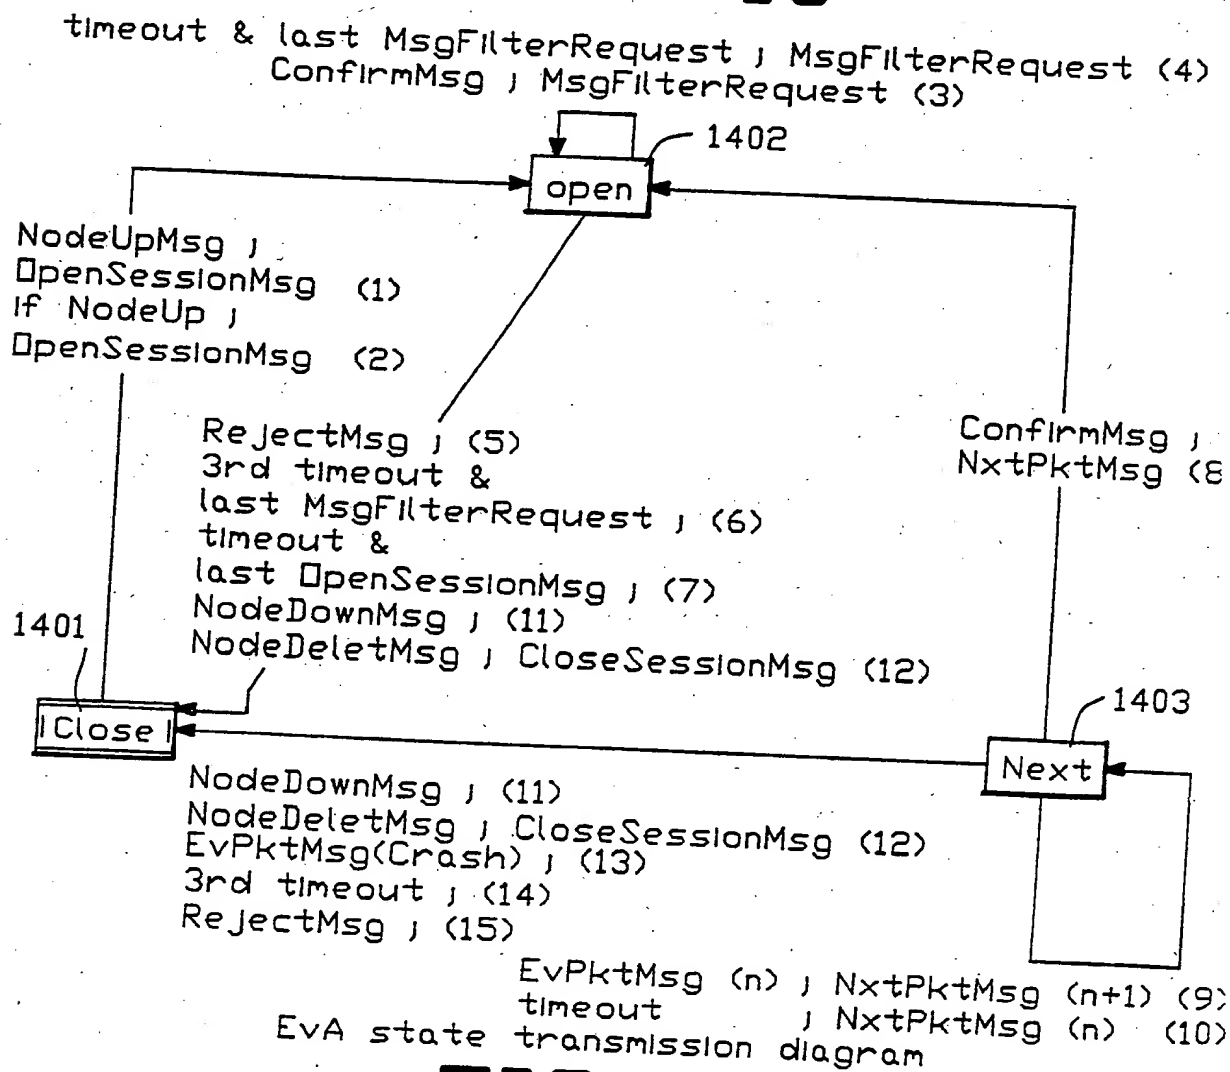 timeout & last MsgFilterRequest ; MsgFilterRequest (4)
ConfirmMsg ; MsgFilterRequest (3)
1402
open
NodeUpMsg ;
OpenSessionMsg (1)
If NodeUp ;
OpenSessionMsg (2)
RejectMsg ; (5)
3rd timeout &
last MsgFilterRequest ; (6)
timeout &
last OpenSessionMsg ; (7)
NodeDownMsg ; (11)
NodeDeletMsg ; CloseSessionMsg (12)
ConfirmMsg ;
NxtPktMsg (8
1401
Close
1403
Next
NodeDownMsg ; (11)
NodeDeletMsg ; CloseSessionMsg (12)
EvPktMsg(Crash) ; (13)
3rd timeout ; (14)
RejectMsg ; (15)
EvPktMsg (n) ; NxtPktMsg (n+1) (9)
timeout ; NxtPktMsg (n) (10)
EvA state transmission diagram